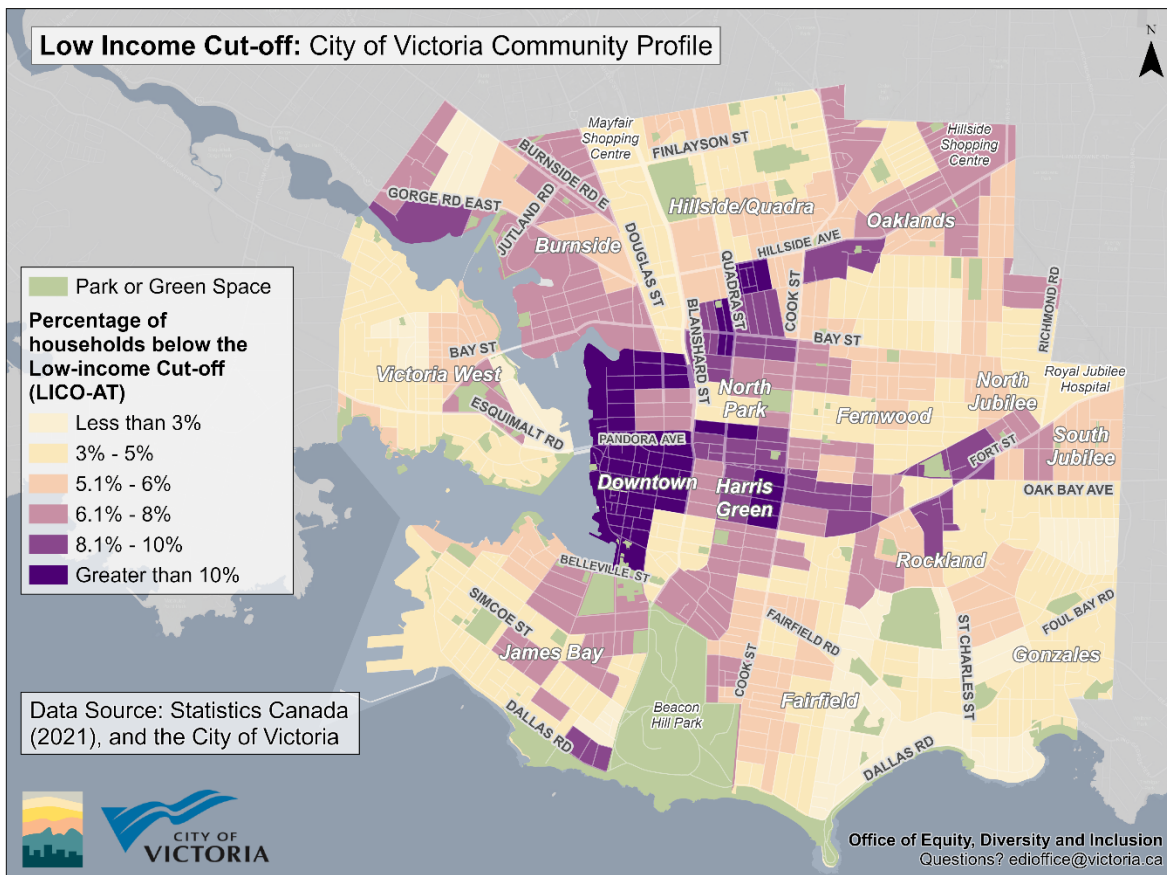 Low Income Cut-off: City of Victoria Community Profile
N
Mayfair
Shopping
Centre
FINLAYSON ST
Hillside
Shopping
Centre
BURNSIDE RD E
GORGE RD EAST
JUTLAND RD
Burnside
DOUGLAS ST
Hillside/Quadra
HILLSIDE AVE
Oaklands
QUADRA ST
COOK ST
RICHMOND RD
Park or Green Space
Percentage of
households below the
Low-income Cut-off
(LICO-AT)
Less than 3%
3% - 5%
5.1% - 6%
6.1% - 8%
8.1% - 10%
Greater than 10%
BAY ST
Victoria West
ESQUIMALT RD
BLANSHARD ST
BAY ST
North
Park
Fernwood
North
Jubilee
Royal Jubilee
Hospital
PANDORA AVE
Downtown
Harris
Green
FORT ST
South
Jubilee
OAK BAY AVE
Rockland
BELLEVILLE ST
SIMCOE ST
James Bay
DALLAS RD
Beacon
Hill Park
COOK ST
FAIRFIELD RD
Fairfield
ST CHARLES ST
FOUL BAY RD
Gonzales
DALLAS RD
Data Source: Statistics Canada
(2021), and the City of Victoria
CITY OF
VICTORIA
Office of Equity, Diversity and Inclusion
Questions? edioffice@victoria.ca